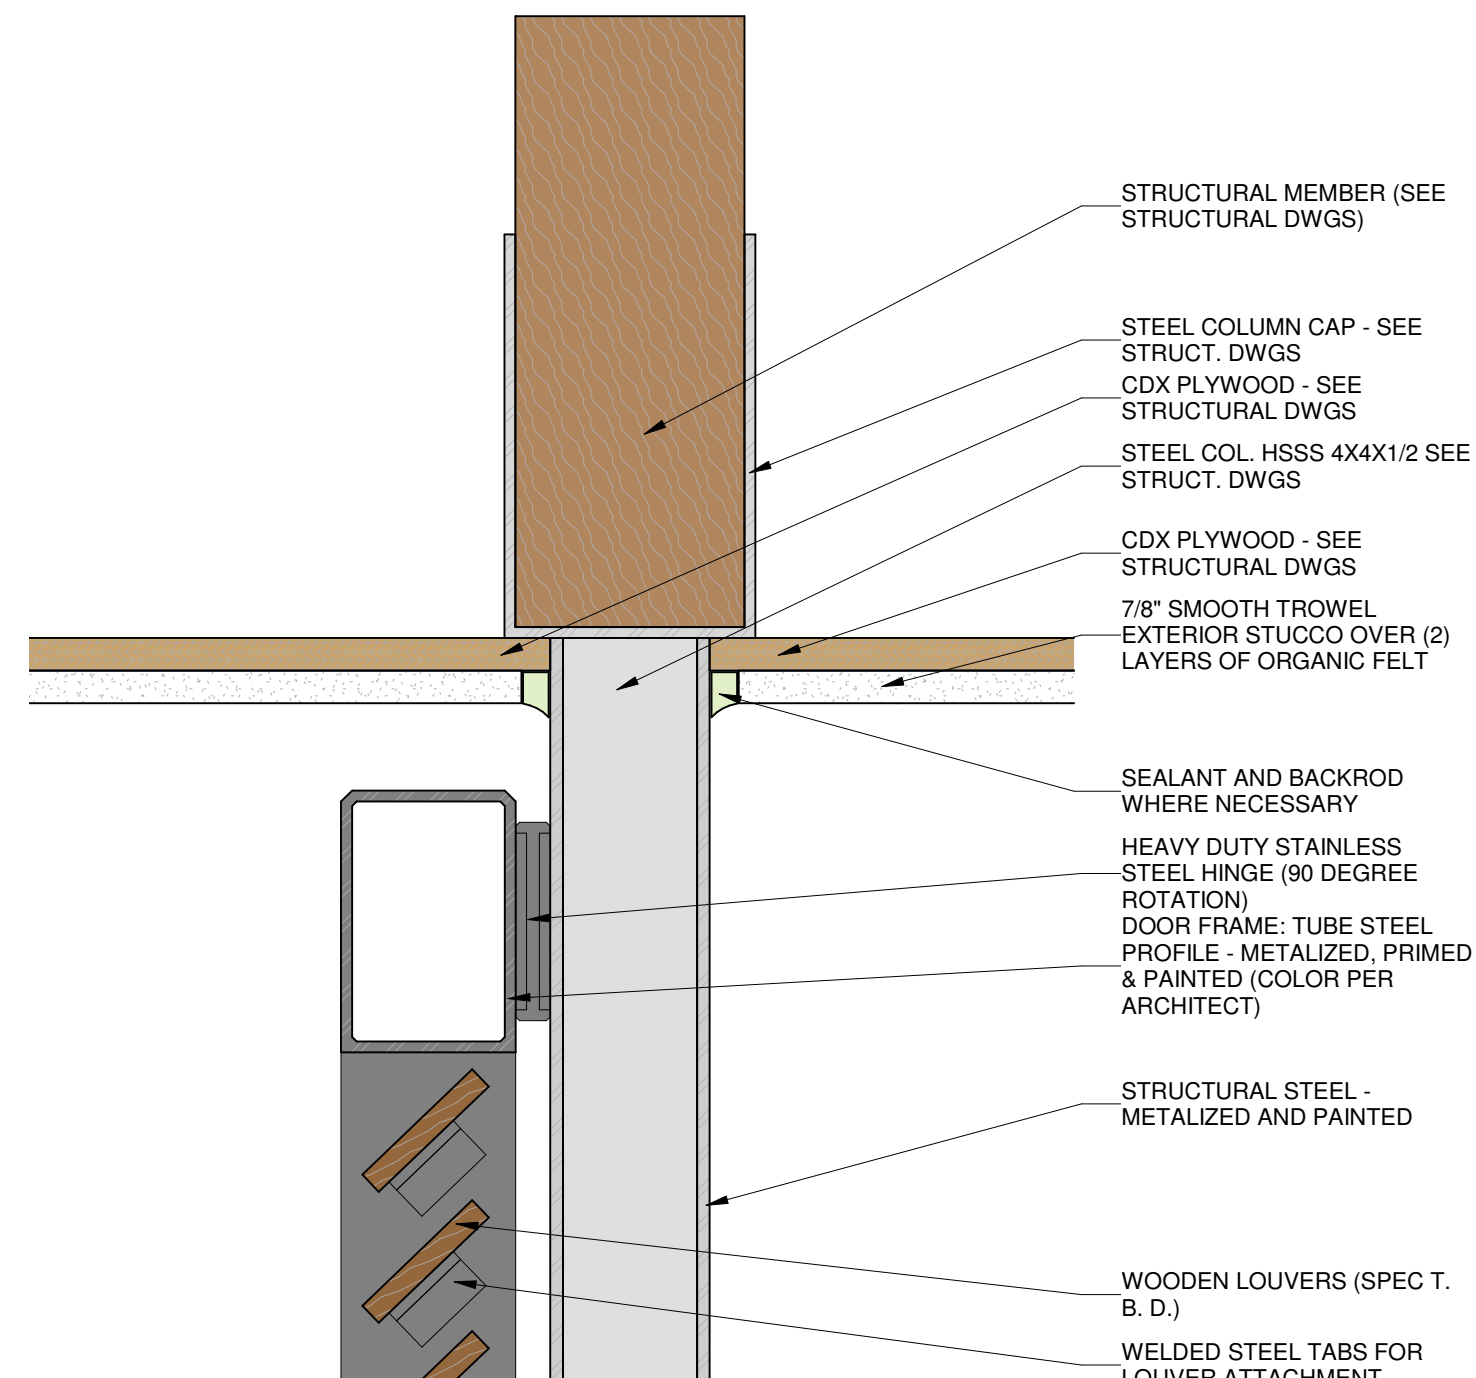 STRUCTURAL MEMBER (SEE
STRUCTURAL DWGS)
STEEL COLUMN CAP - SEE
STRUCT. DWGS
CDX PLYWOOD - SEE
STRUCTURAL DWGS
STEEL COL. HSSS 4X4X1/2 SEE
STRUCT. DWGS
CDX PLYWOOD - SEE
STRUCTURAL DWGS
7/8" SMOOTH TROWEL
EXTERIOR STUCCO OVER (2)
LAYERS OF ORGANIC FELT
SEALANT AND BACKROD
WHERE NECESSARY
HEAVY DUTY STAINLESS
STEEL HINGE (90 DEGREE
ROTATION)
DOOR FRAME: TUBE STEEL
PROFILE - METALIZED, PRIMED
& PAINTED (COLOR PER
ARCHITECT)
STRUCTURAL STEEL -
METALIZED AND PAINTED
WOODEN LOUVERS (SPEC T.
B. D.)
WELDED STEEL TABS FOR
LOUVER ATTACHMENT